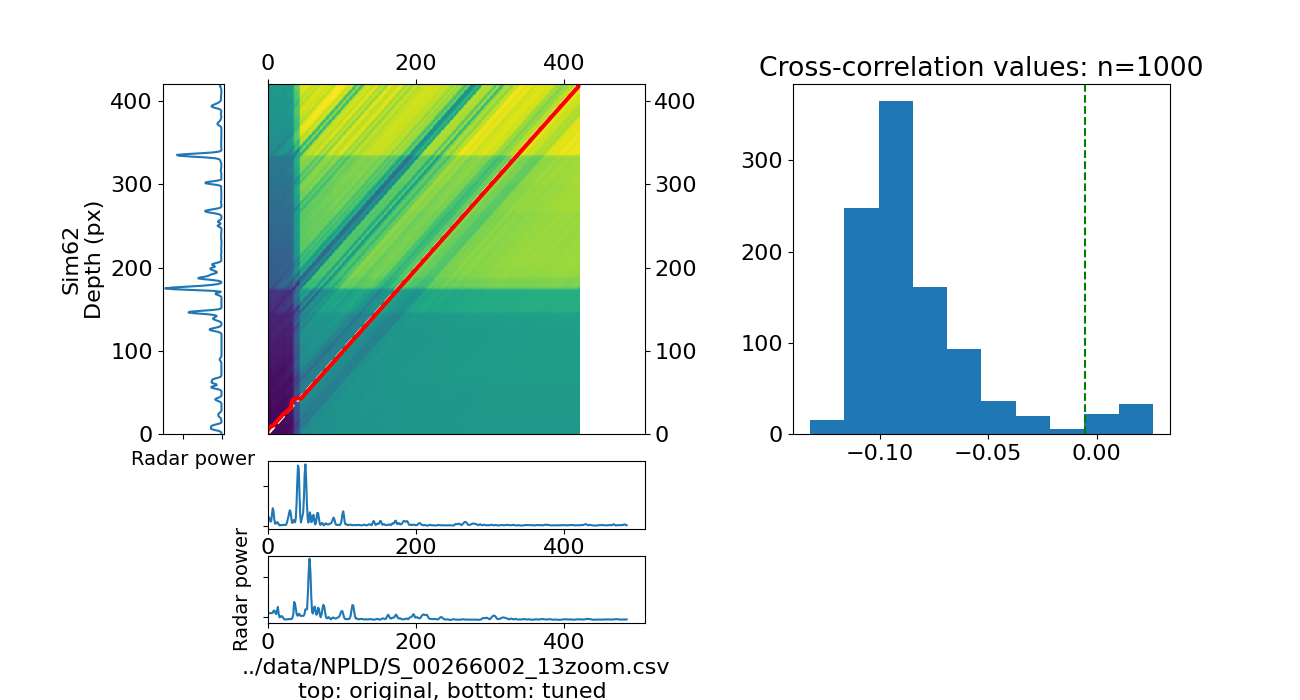 0 200 400
Cross-correlation values: n=1000
400
300
200
100
0
Sim62
Depth (px)
Radar power
400
300
200
100
0
300
200
100
0
−0.10 −0.05 0.00
0 200 400
Radar power
0 200 400
../data/NPLD/S_00266002_13zoom.csv
top: original, bottom: tuned